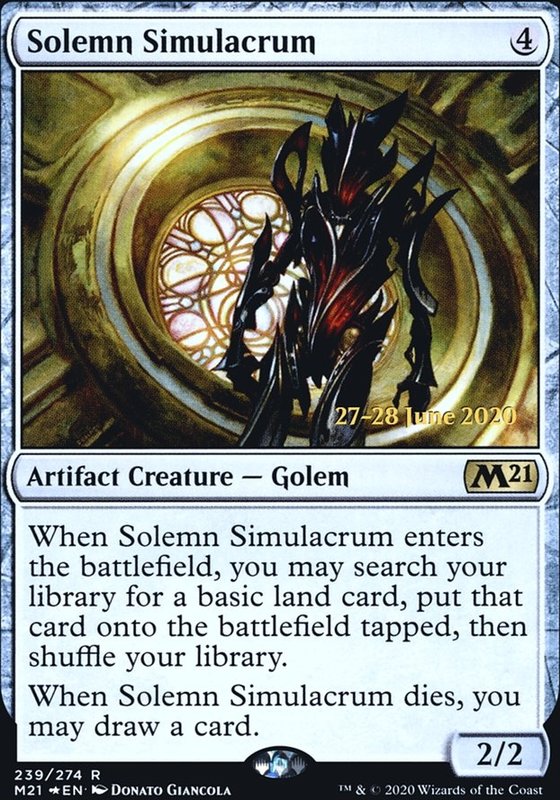 Solemn Simulacrum 4
27-28 June 2020
Artifact Creature — Golem M21
When Solemn Simulacrum enters
the battlefield, you may search your
library for a basic land card, put that
card onto the battlefield tapped, then
shuffle your library.
When Solemn Simulacrum dies, you
may draw a card.
2/2
239/274 R
M21 ★ EN Donato Giancola ™ & © 2020 Wizards of the Coast